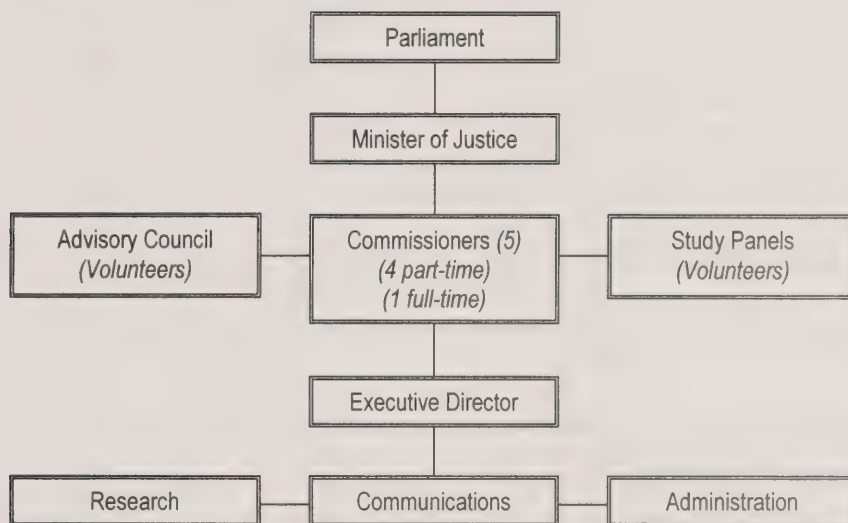 Parliament
Minister of Justice
Advisory Council
(Volunteers)
Commissioners (5)
(4 part-time)
(1 full-time)
Study Panels
(Volunteers)
Executive Director
Research
Communications
Administration